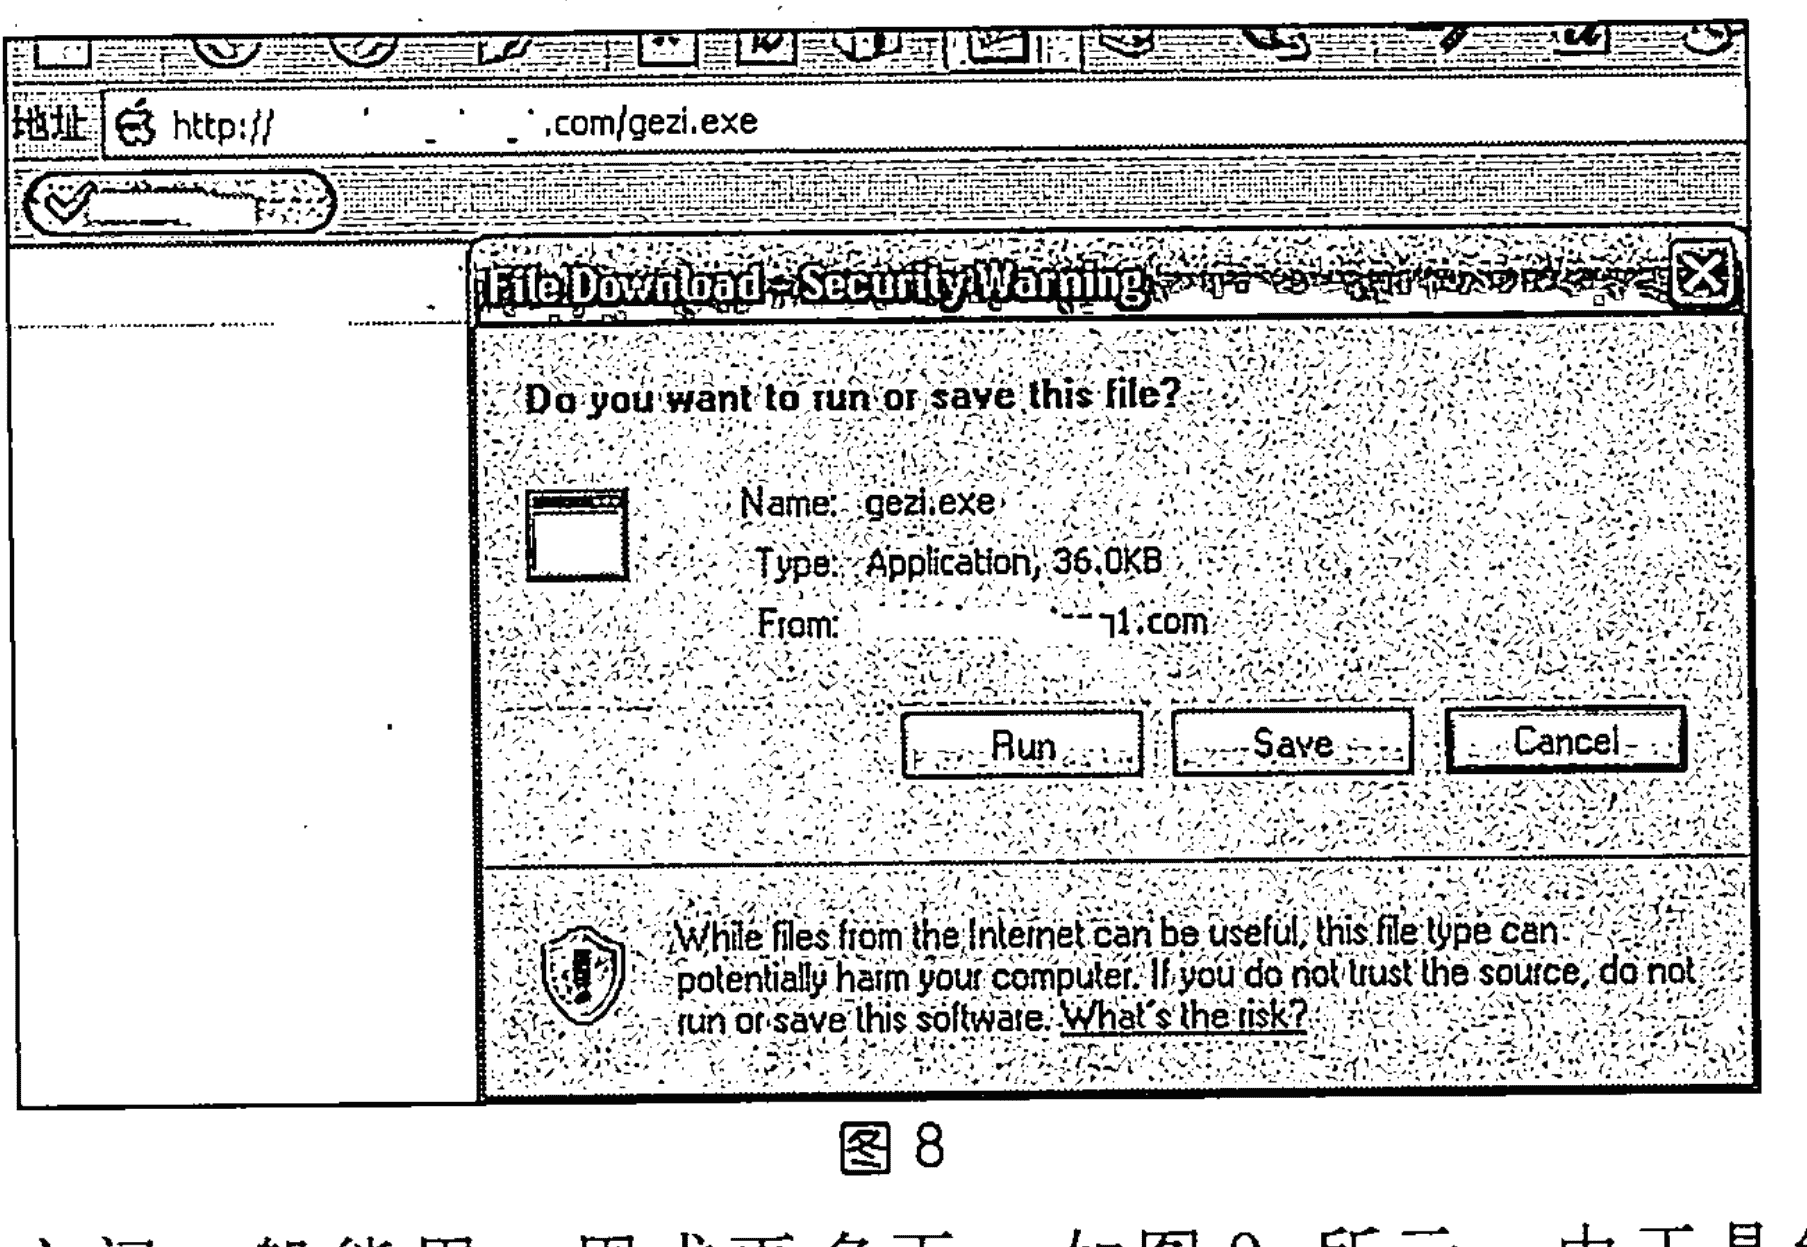 地址 http:// .com/gezi.exe
File Download - Security Warning
Do you want to run or save this file?
Name: gezi.exe
Type: Application, 36.0KB
From: 1.com
Run Save Cancel
While files from the Internet can be useful, this file type can
potentially harm your computer. If you do not trust the source, do not
run or save this software. What's the risk?
图 8